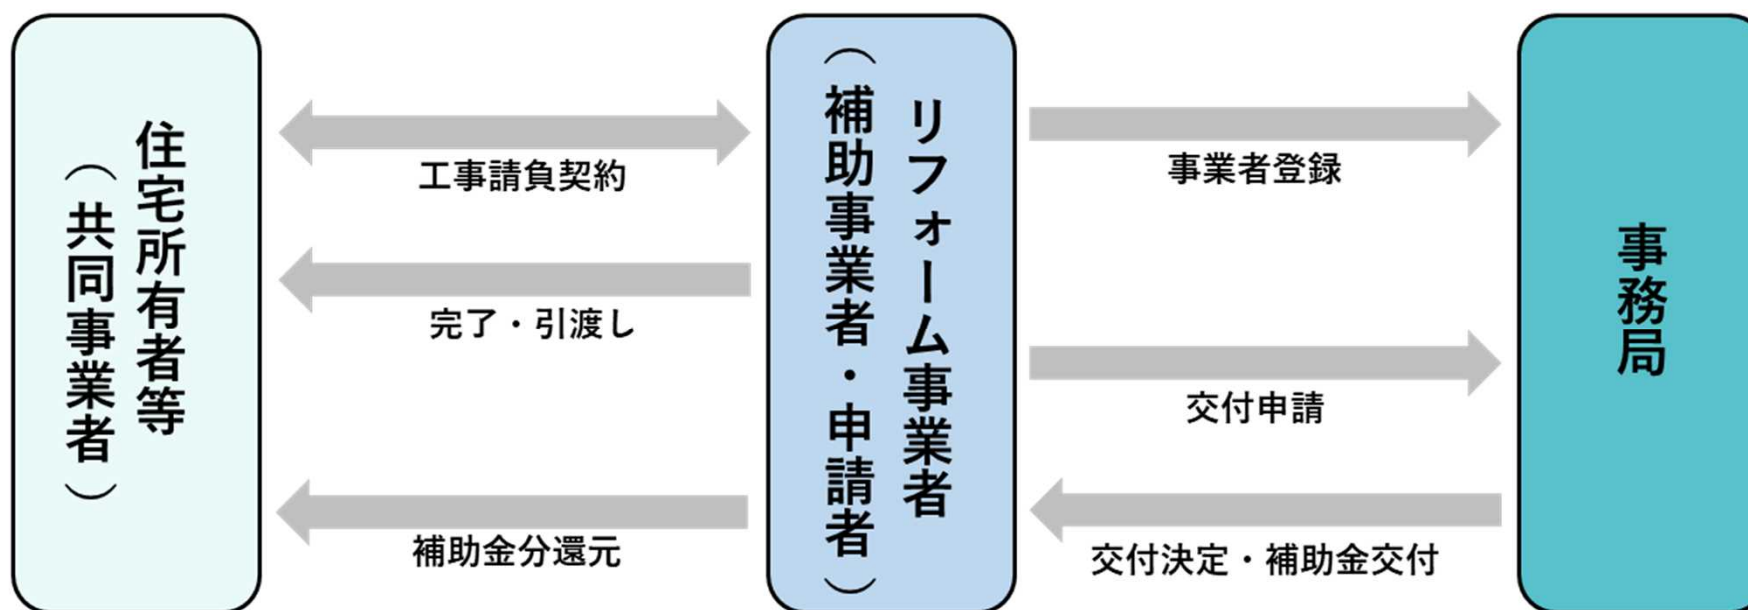 住宅所有者等
（共同事業者）
工事請負契約
完了・引渡し
補助金分還元
リフォーム事業者
（補助事業者・申請者）
事業者登録
交付申請
交付決定・補助金交付
事務局